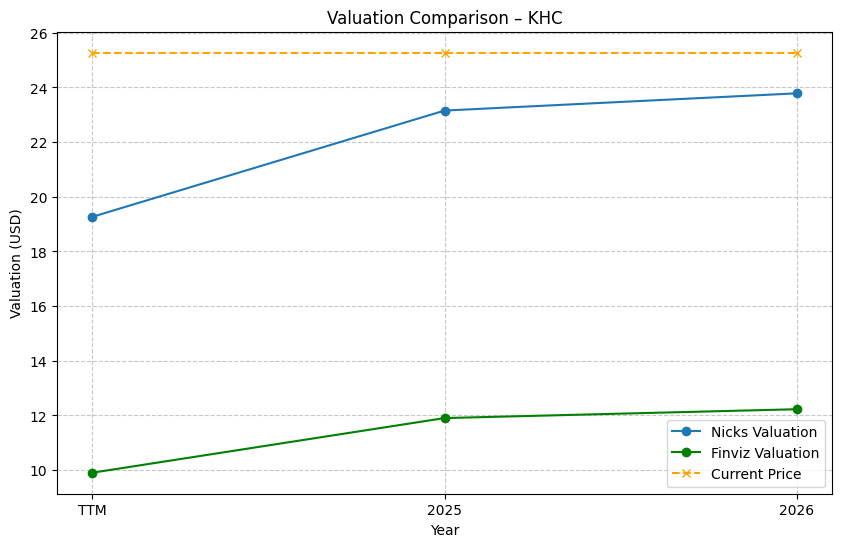 Valuation Comparison – KHC
Valuation (USD)
26
24
22
20
18
16
14
12
10
TTM
2025
2026
Year
Nicks Valuation
Finviz Valuation
Current Price